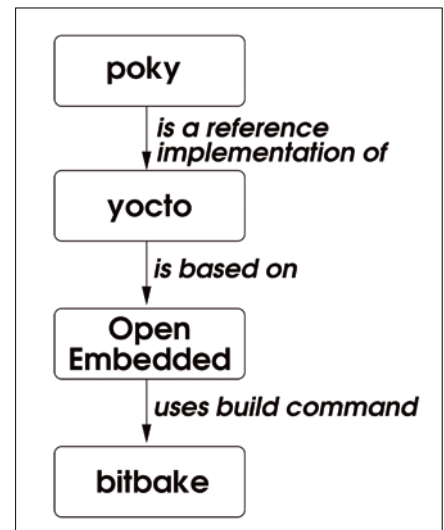 poky
is a reference
implementation of
yocto
is based on
Open
Embedded
uses build command
bitbake